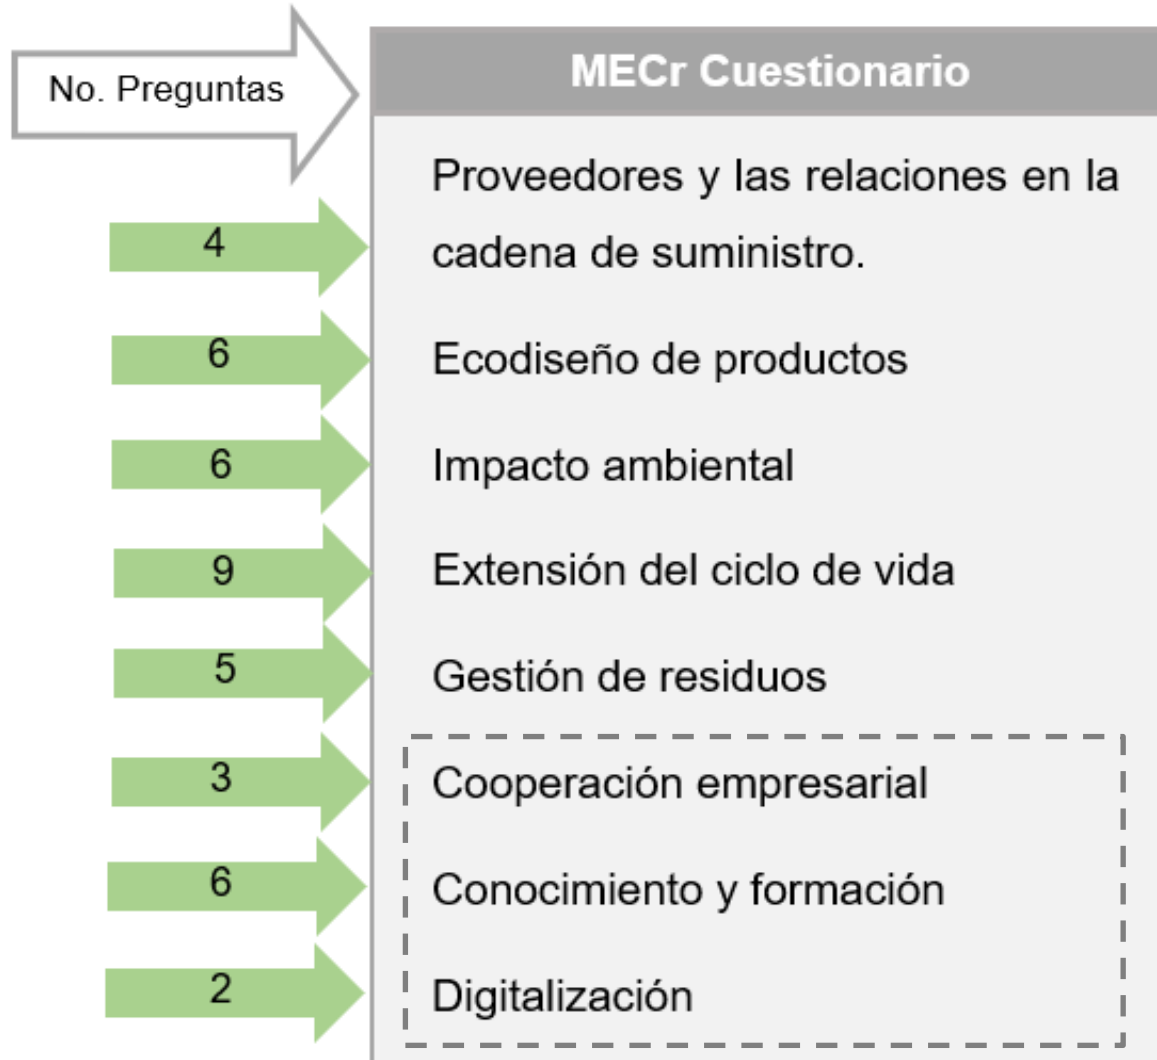 No. Preguntas
MECr Cuestionario
Proveedores y las relaciones en la
4
cadena de suministro.
6
Ecodiseño de productos
6
Impacto ambiental
9
Extensión del ciclo de vida
5
Gestión de residuos
3
Cooperación empresarial
6
Conocimiento y formación
2
Digitalización